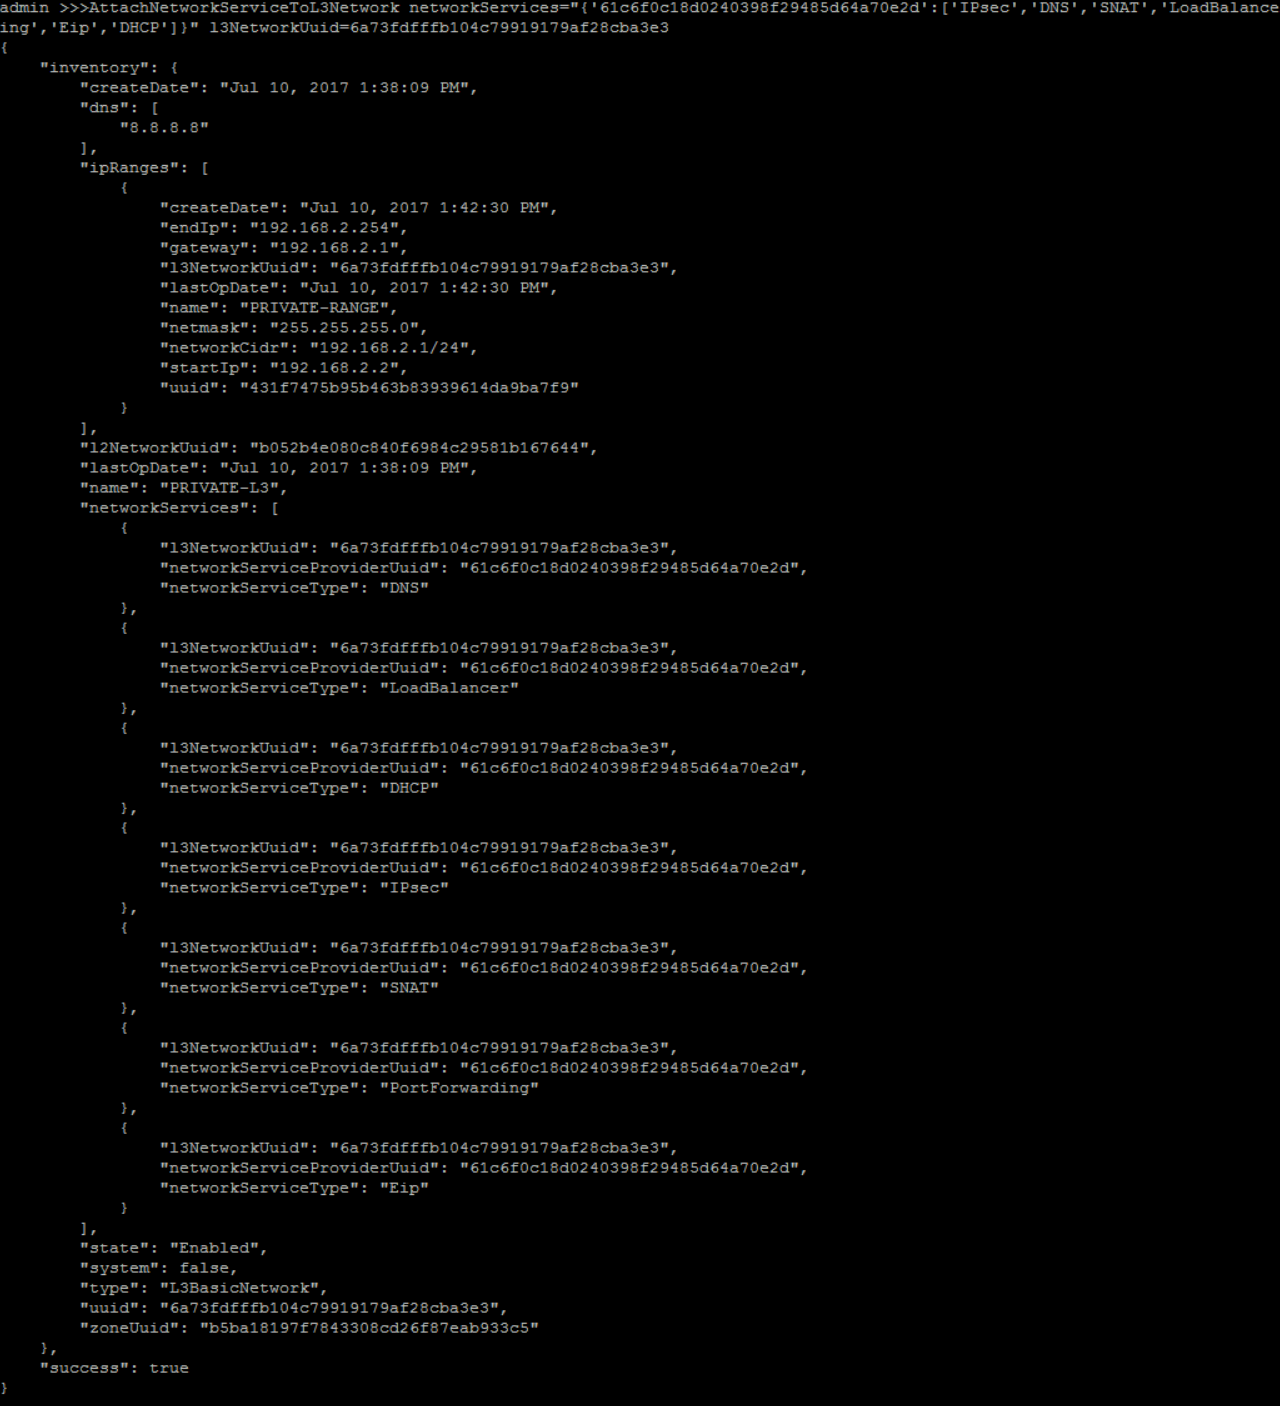 admin >>>AttachNetworkServiceToL3Network networkServices="{'61c6f0c18d0240398f29485d64a70e2d':['IPsec','DNS','SNAT','LoadBalance
ing','Eip','DHCP']}" l3NetworkUuid=6a73fdfffb104c79919179af28cba3e3
{
    "inventory": {
        "createDate": "Jul 10, 2017 1:38:09 PM",
        "dns": [
            "8.8.8.8"
        ],
        "ipRanges": [
            {
                "createDate": "Jul 10, 2017 1:42:30 PM",
                "endIp": "192.168.2.254",
                "gateway": "192.168.2.1",
                "l3NetworkUuid": "6a73fdfffb104c79919179af28cba3e3",
                "lastOpDate": "Jul 10, 2017 1:42:30 PM",
                "name": "PRIVATE-RANGE",
                "netmask": "255.255.255.0",
                "networkCidr": "192.168.2.1/24",
                "startIp": "192.168.2.2",
                "uuid": "431f7475b95b463b83939614da9ba7f9"
            }
        ],
        "l2NetworkUuid": "b052b4e080c840f6984c29581b167644",
        "lastOpDate": "Jul 10, 2017 1:38:09 PM",
        "name": "PRIVATE-L3",
        "networkServices": [
            {
                "l3NetworkUuid": "6a73fdfffb104c79919179af28cba3e3",
                "networkServiceProviderUuid": "61c6f0c18d0240398f29485d64a70e2d",
                "networkServiceType": "DNS"
            },
            {
                "l3NetworkUuid": "6a73fdfffb104c79919179af28cba3e3",
                "networkServiceProviderUuid": "61c6f0c18d0240398f29485d64a70e2d",
                "networkServiceType": "LoadBalancer"
            },
            {
                "l3NetworkUuid": "6a73fdfffb104c79919179af28cba3e3",
                "networkServiceProviderUuid": "61c6f0c18d0240398f29485d64a70e2d",
                "networkServiceType": "DHCP"
            },
            {
                "l3NetworkUuid": "6a73fdfffb104c79919179af28cba3e3",
                "networkServiceProviderUuid": "61c6f0c18d0240398f29485d64a70e2d",
                "networkServiceType": "IPsec"
            },
            {
                "l3NetworkUuid": "6a73fdfffb104c79919179af28cba3e3",
                "networkServiceProviderUuid": "61c6f0c18d0240398f29485d64a70e2d",
                "networkServiceType": "SNAT"
            },
            {
                "l3NetworkUuid": "6a73fdfffb104c79919179af28cba3e3",
                "networkServiceProviderUuid": "61c6f0c18d0240398f29485d64a70e2d",
                "networkServiceType": "PortForwarding"
            },
            {
                "l3NetworkUuid": "6a73fdfffb104c79919179af28cba3e3",
                "networkServiceProviderUuid": "61c6f0c18d0240398f29485d64a70e2d",
                "networkServiceType": "Eip"
            }
        ],
        "state": "Enabled",
        "system": false,
        "type": "L3BasicNetwork",
        "uuid": "6a73fdfffb104c79919179af28cba3e3",
        "zoneUuid": "b5ba18197f7843308cd26f87eab933c5"
    },
    "success": true
}